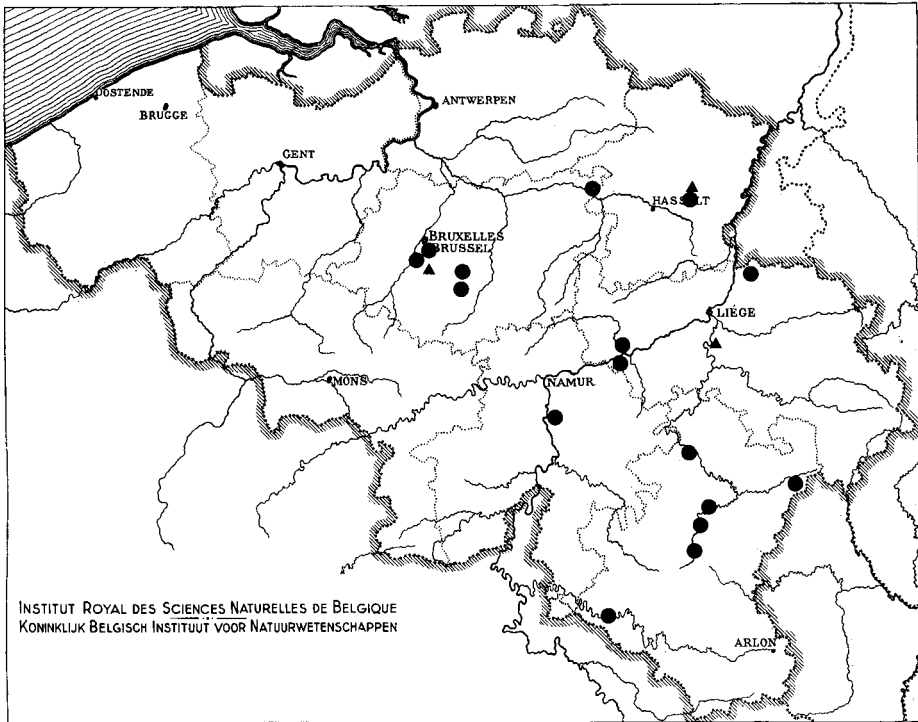 OOSTENDE
BRUGGE
ANTWERPEN
GENT
HASSELT
BRUXELLES
BRUSSEL
LIÉGE
MONS
NAMUR
INSTITUT ROYAL DES SCIENCES NATURELLES DE BELGIQUE
KONINKLIJK BELGISCH INSTITUUT VOOR NATUURWETENSCHAPPEN
ARLON